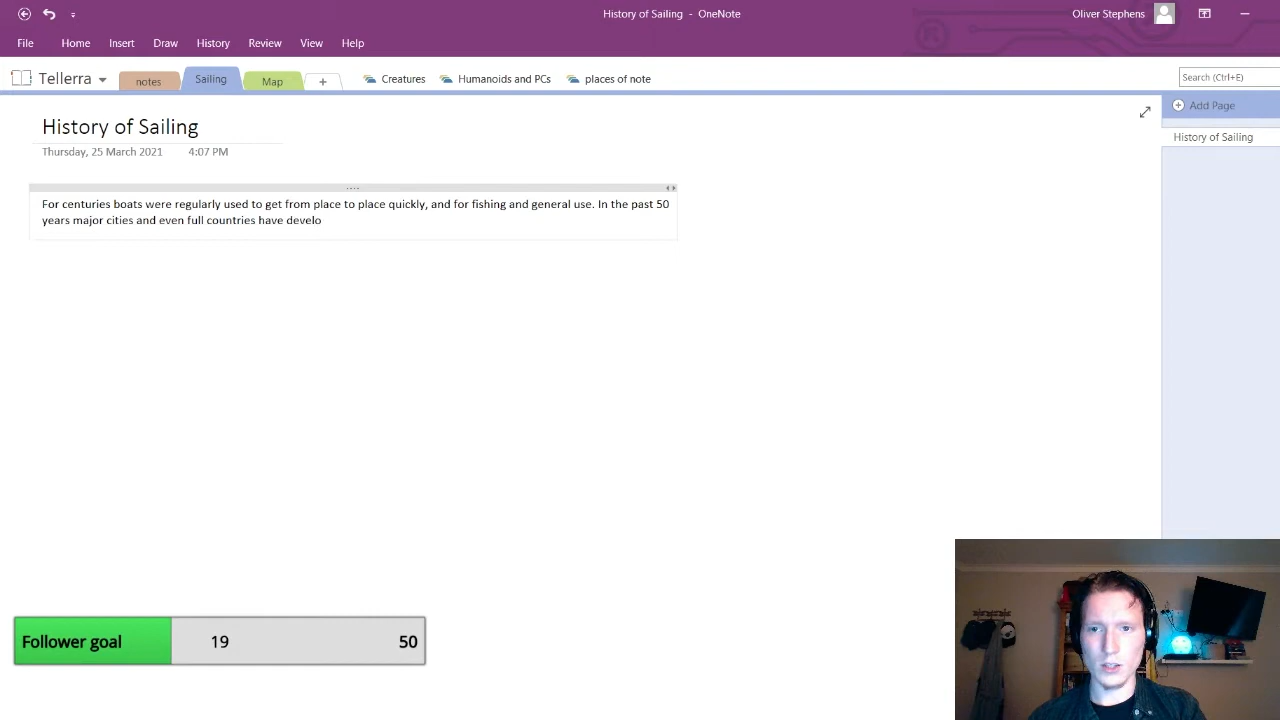 History of Sailing - OneNote
Oliver Stephens
File Home Insert Draw History Review View Help
Tellerra notes Sailing Map + Creatures Humanoids and PCs places of note
Search (Ctrl+E)
Add Page
History of Sailing
History of Sailing
Thursday, 25 March 2021 4:07 PM
For centuries boats were regularly used to get from place to place quickly, and for fishing and general use. In the past 50
years major cities and even full countries have develo
Follower goal 19 50